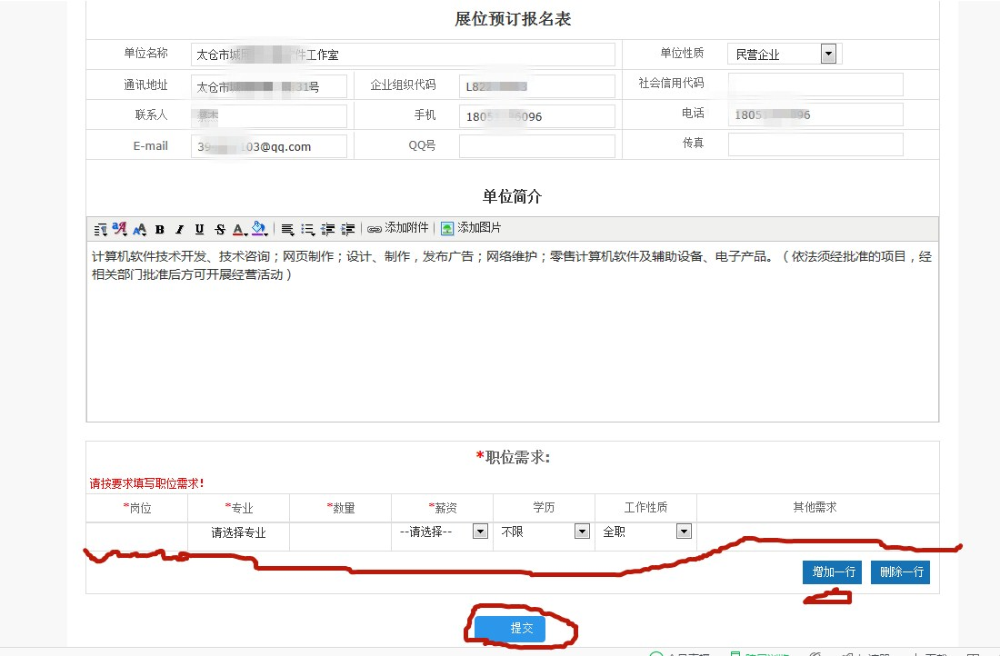 展位预订报名表
单位名称 太仓市城 件工作室 单位性质 民营企业
通讯地址 太仓市 31号 企业组织代码 L82 社会信用代码
联系人 手机 1805 6096 电话 1805 96
E-mail 39 103@qq.com QQ号 传真
单位简介
B I U S A 添加附件 添加图片
计算机软件技术开发、技术咨询；网页制作；设计、制作，发布广告；网络维护；零售计算机软件及辅助设备、电子产品。（依法须经批准的项目，经
相关部门批准后方可开展经营活动）
*职位需求:
请按要求填写职位需求!
*岗位 *专业 *数量 *薪资 学历 工作性质 其他需求
请选择专业 --请选择-- 不限 全职
增加一行 删除一行
提交